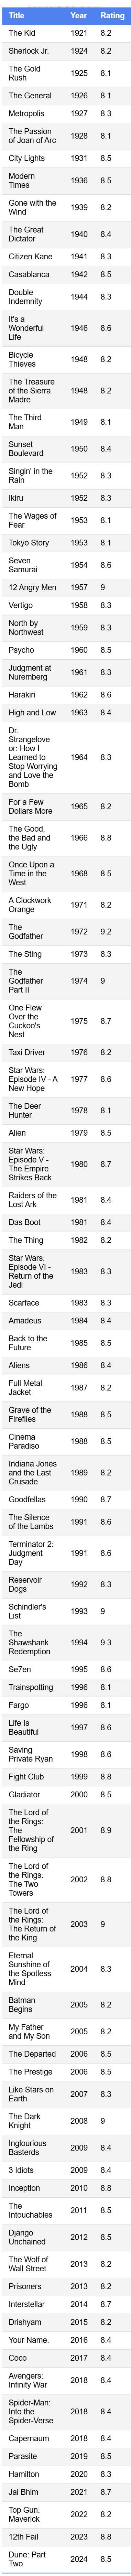 Title Year Rating
The Kid 1921 8.2
Sherlock Jr. 1924 8.2
The Gold
Rush 1925 8.1
The General 1926 8.1
Metropolis 1927 8.3
The Passion
of Joan of Arc 1928 8.1
City Lights 1931 8.5
Modern
Times 1936 8.5
Gone with the
Wind 1939 8.2
The Great
Dictator 1940 8.4
Citizen Kane 1941 8.3
Casablanca 1942 8.5
Double
Indemnity 1944 8.3
It's a
Wonderful 1946 8.6
Life
Bicycle
Thieves 1948 8.2
The Treasure
of the Sierra 1948 8.2
Madre
The Third
Man 1949 8.1
Sunset
Boulevard 1950 8.4
Singin' in the
Rain 1952 8.3
Ikiru 1952 8.3
The Wages of
Fear 1953 8.1
Tokyo Story 1953 8.1
Seven
Samurai 1954 8.6
12 Angry Men 1957 9
Vertigo 1958 8.3
North by
Northwest 1959 8.3
Psycho 1960 8.5
Judgment at
Nuremberg 1961 8.3
Harakiri 1962 8.6
High and Low 1963 8.4
Dr.
Strangelove
or: How I
Learned to 1964 8.3
Stop Worrying
and Love the
Bomb
For a Few
Dollars More 1965 8.2
The Good,
the Bad and 1966 8.8
the Ugly
Once Upon a
Time in the 1968 8.5
West
A Clockwork
Orange 1971 8.2
The
Godfather 1972 9.2
The Sting 1973 8.3
The
Godfather 1974 9
Part II
One Flew
Over the 1975 8.7
Cuckoo's
Nest
Taxi Driver 1976 8.2
Star Wars:
Episode IV - A 1977 8.6
New Hope
The Deer
Hunter 1978 8.1
Alien 1979 8.5
Star Wars:
Episode V - 1980 8.7
The Empire
Strikes Back
Raiders of the
Lost Ark 1981 8.4
Das Boot 1981 8.4
The Thing 1982 8.2
Star Wars:
Episode VI - 1983 8.3
Return of the
Jedi
Scarface 1983 8.3
Amadeus 1984 8.4
Back to the
Future 1985 8.5
Aliens 1986 8.4
Full Metal
Jacket 1987 8.2
Grave of the
Fireflies 1988 8.5
Cinema
Paradiso 1988 8.5
Indiana Jones
and the Last 1989 8.2
Crusade
Goodfellas 1990 8.7
The Silence
of the Lambs 1991 8.6
Terminator 2:
Judgment 1991 8.6
Day
Reservoir
Dogs 1992 8.3
Schindler's
List 1993 9
The
Shawshank 1994 9.3
Redemption
Se7en 1995 8.6
Trainspotting 1996 8.1
Fargo 1996 8.1
Life Is
Beautiful 1997 8.6
Saving
Private Ryan 1998 8.6
Fight Club 1999 8.8
Gladiator 2000 8.5
The Lord of
the Rings:
The 2001 8.9
Fellowship of
the Ring
The Lord of
the Rings: 2002 8.8
The Two
Towers
The Lord of
the Rings: 2003 9
The Return of
the King
Eternal
Sunshine of 2004 8.3
the Spotless
Mind
Batman
Begins 2005 8.2
My Father
and My Son 2005 8.2
The Departed 2006 8.5
The Prestige 2006 8.5
Like Stars on
Earth 2007 8.3
The Dark
Knight 2008 9
Inglourious
Basterds 2009 8.4
3 Idiots 2009 8.4
Inception 2010 8.8
The
Intouchables 2011 8.5
Django
Unchained 2012 8.5
The Wolf of
Wall Street 2013 8.2
Prisoners 2013 8.2
Interstellar 2014 8.7
Drishyam 2015 8.2
Your Name. 2016 8.4
Coco 2017 8.4
Avengers:
Infinity War 2018 8.4
Spider-Man:
Into the 2018 8.4
Spider-Verse
Capernaum 2018 8.4
Parasite 2019 8.5
Hamilton 2020 8.3
Jai Bhim 2021 8.7
Top Gun:
Maverick 2022 8.2
12th Fail 2023 8.8
Dune: Part
Two 2024 8.5